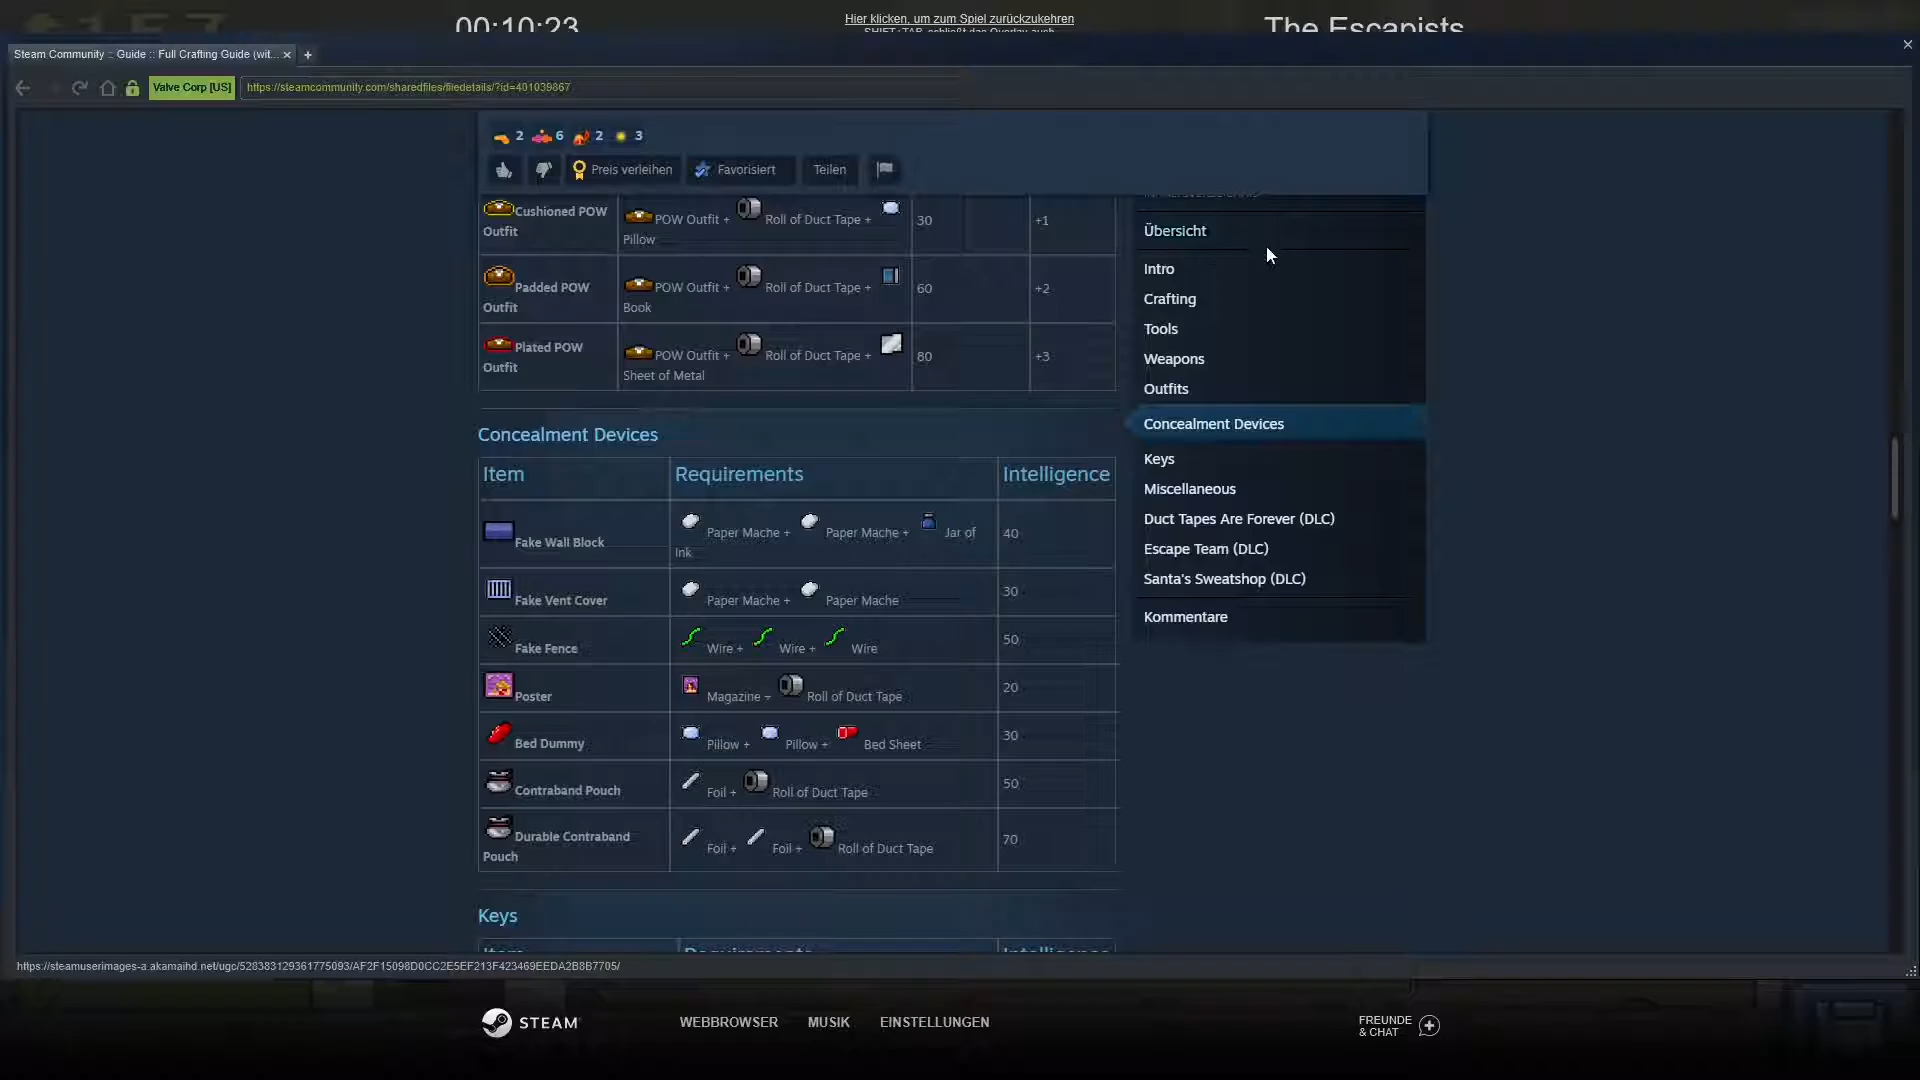 00:10:23
Hier klicken, um zum Spiel zurückzukehren
The Escapists
Steam Community :: Guide :: Full Crafting Guide (wit...
Valve Corp [US]
https://steamcommunity.com/sharedfiles/filedetails/?id=401039867
2 6 2 3
Preis verleihen
Favorisiert
Teilen
Cushioned POW Outfit
POW Outfit + Roll of Duct Tape + Pillow
30
+1
Padded POW Outfit
POW Outfit + Roll of Duct Tape + Book
60
+2
Plated POW Outfit
POW Outfit + Roll of Duct Tape + Sheet of Metal
80
+3
Concealment Devices
Item Requirements Intelligence
Fake Wall Block
Paper Mache + Paper Mache + Jar of Ink
40
Fake Vent Cover
Paper Mache + Paper Mache
30
Fake Fence
Wire + Wire + Wire
50
Poster
Magazine + Roll of Duct Tape
20
Bed Dummy
Pillow + Pillow + Bed Sheet
30
Contraband Pouch
Foil + Roll of Duct Tape
50
Durable Contraband Pouch
Foil + Foil + Roll of Duct Tape
70
Keys
Item Requirements Intelligence
Übersicht
Intro
Crafting
Tools
Weapons
Outfits
Concealment Devices
Keys
Miscellaneous
Duct Tapes Are Forever (DLC)
Escape Team (DLC)
Santa's Sweatshop (DLC)
Kommentare
https://steamuserimages-a.akamaihd.net/ugc/528383129361775093/AF2F15098D0CC2E5EF213F423469EEDA2B8B7705/
STEAM
WEBBROWSER
MUSIK
EINSTELLUNGEN
FREUNDE
& CHAT